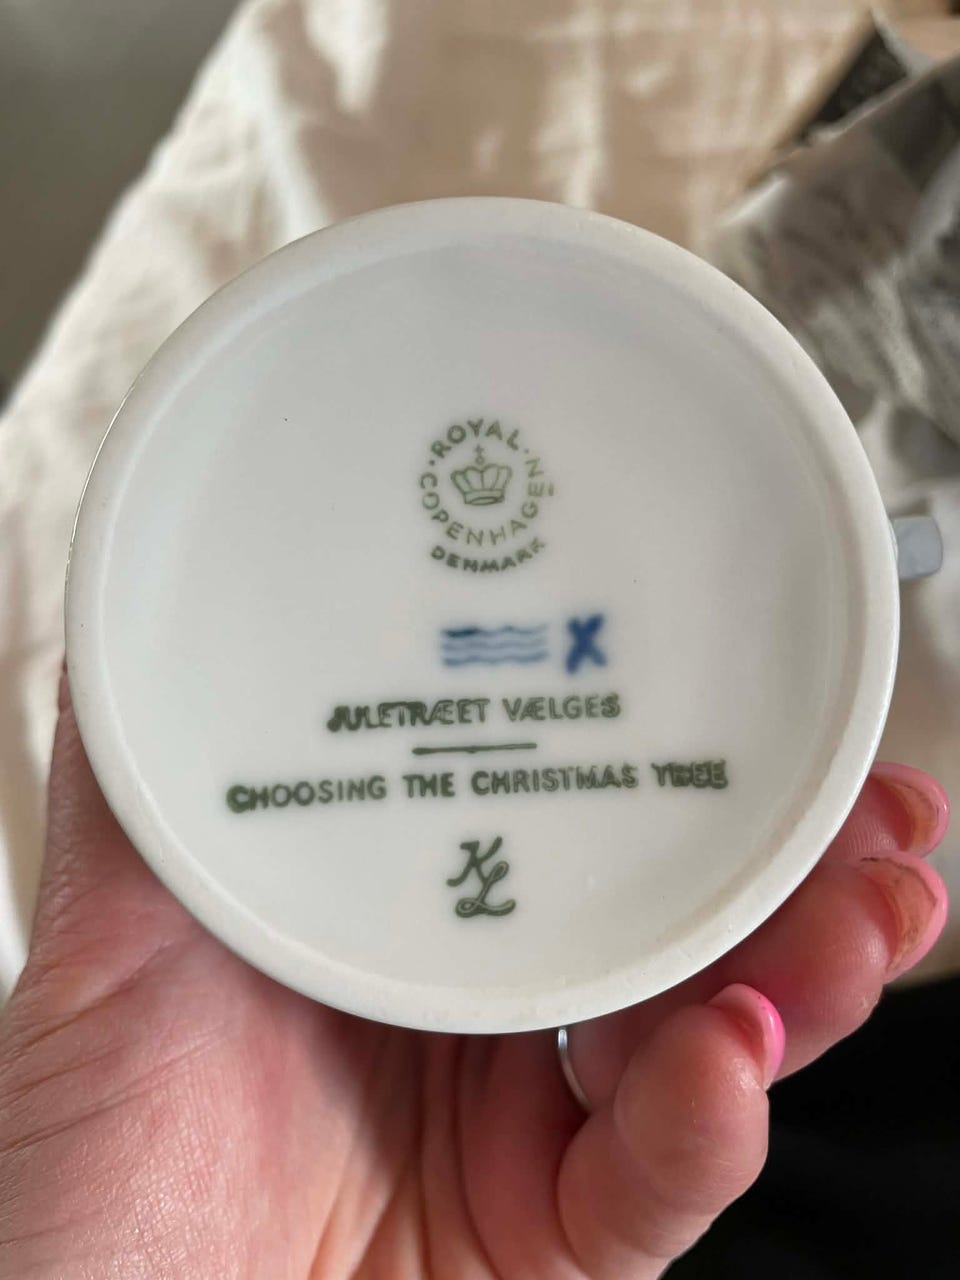 ROYAL
COPENHAGEN
DENMARK
X
JULETRÆET VÆLGES
CHOOSING THE CHRISTMAS TREE
KL